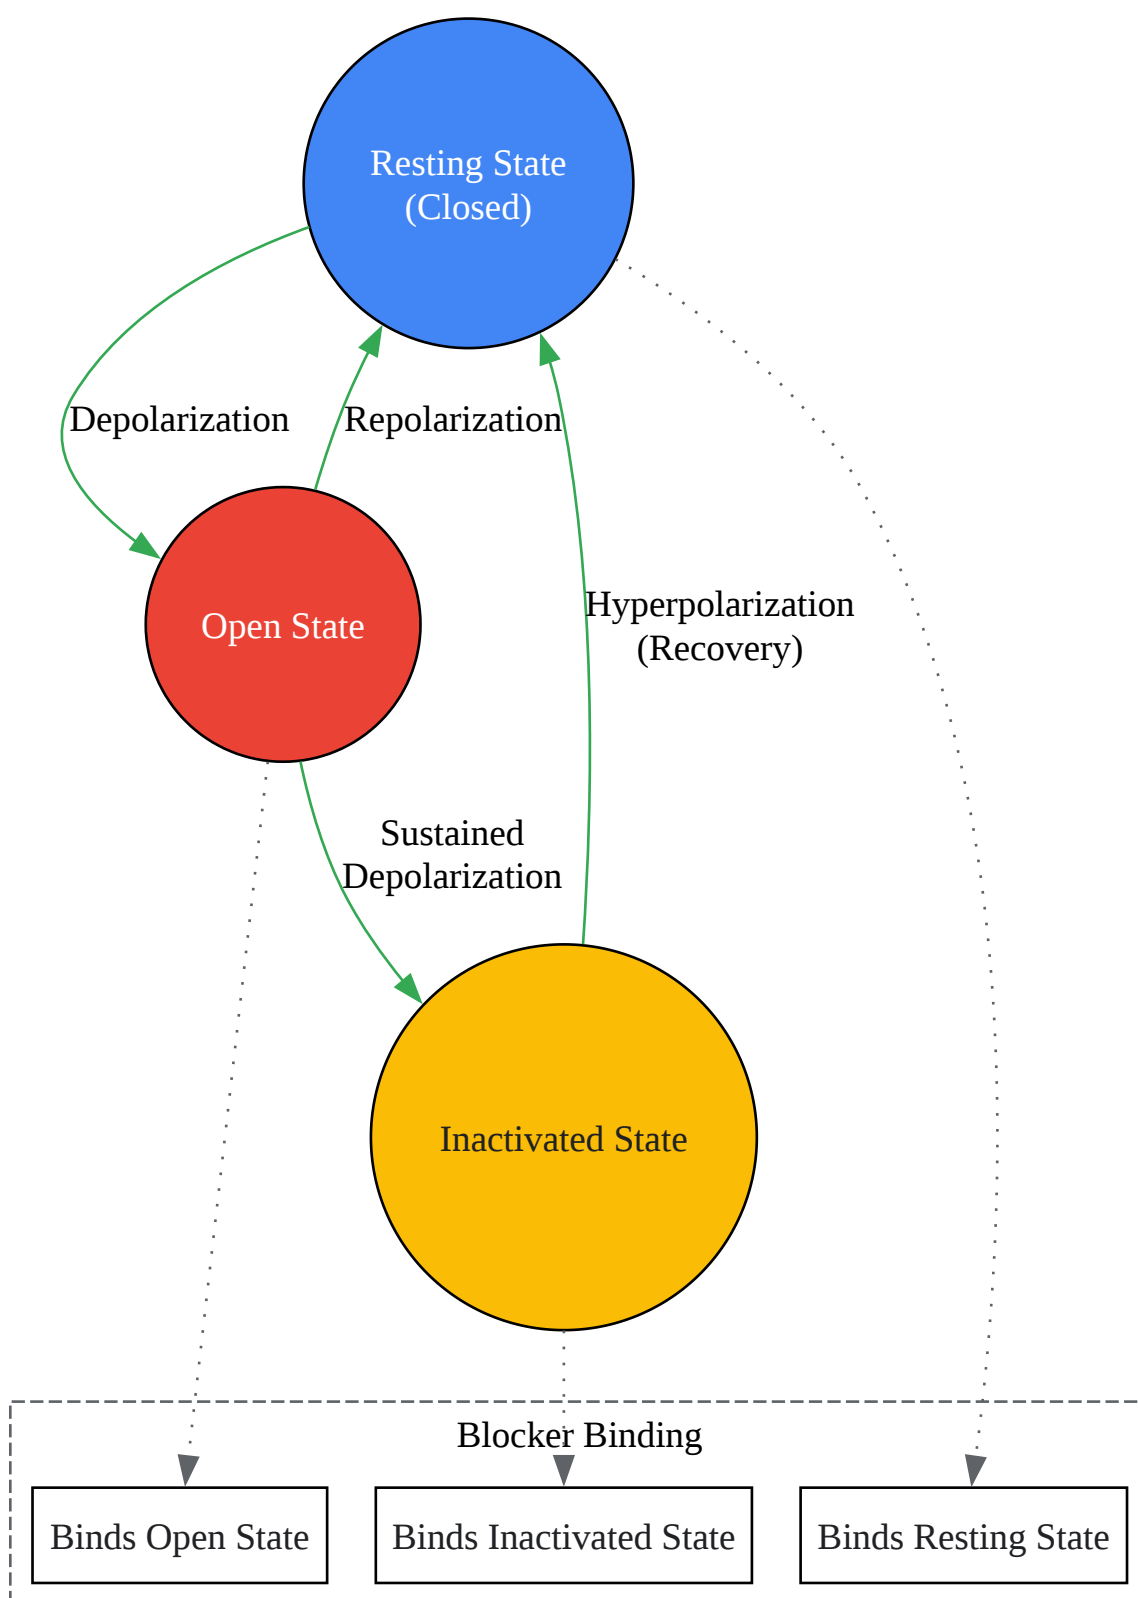 Resting State
(Closed)
Depolarization
Repolarization
Open State
Hyperpolarization
(Recovery)
Sustained
Depolarization
Inactivated State
Blocker Binding
Binds Open State
Binds Inactivated State
Binds Resting State